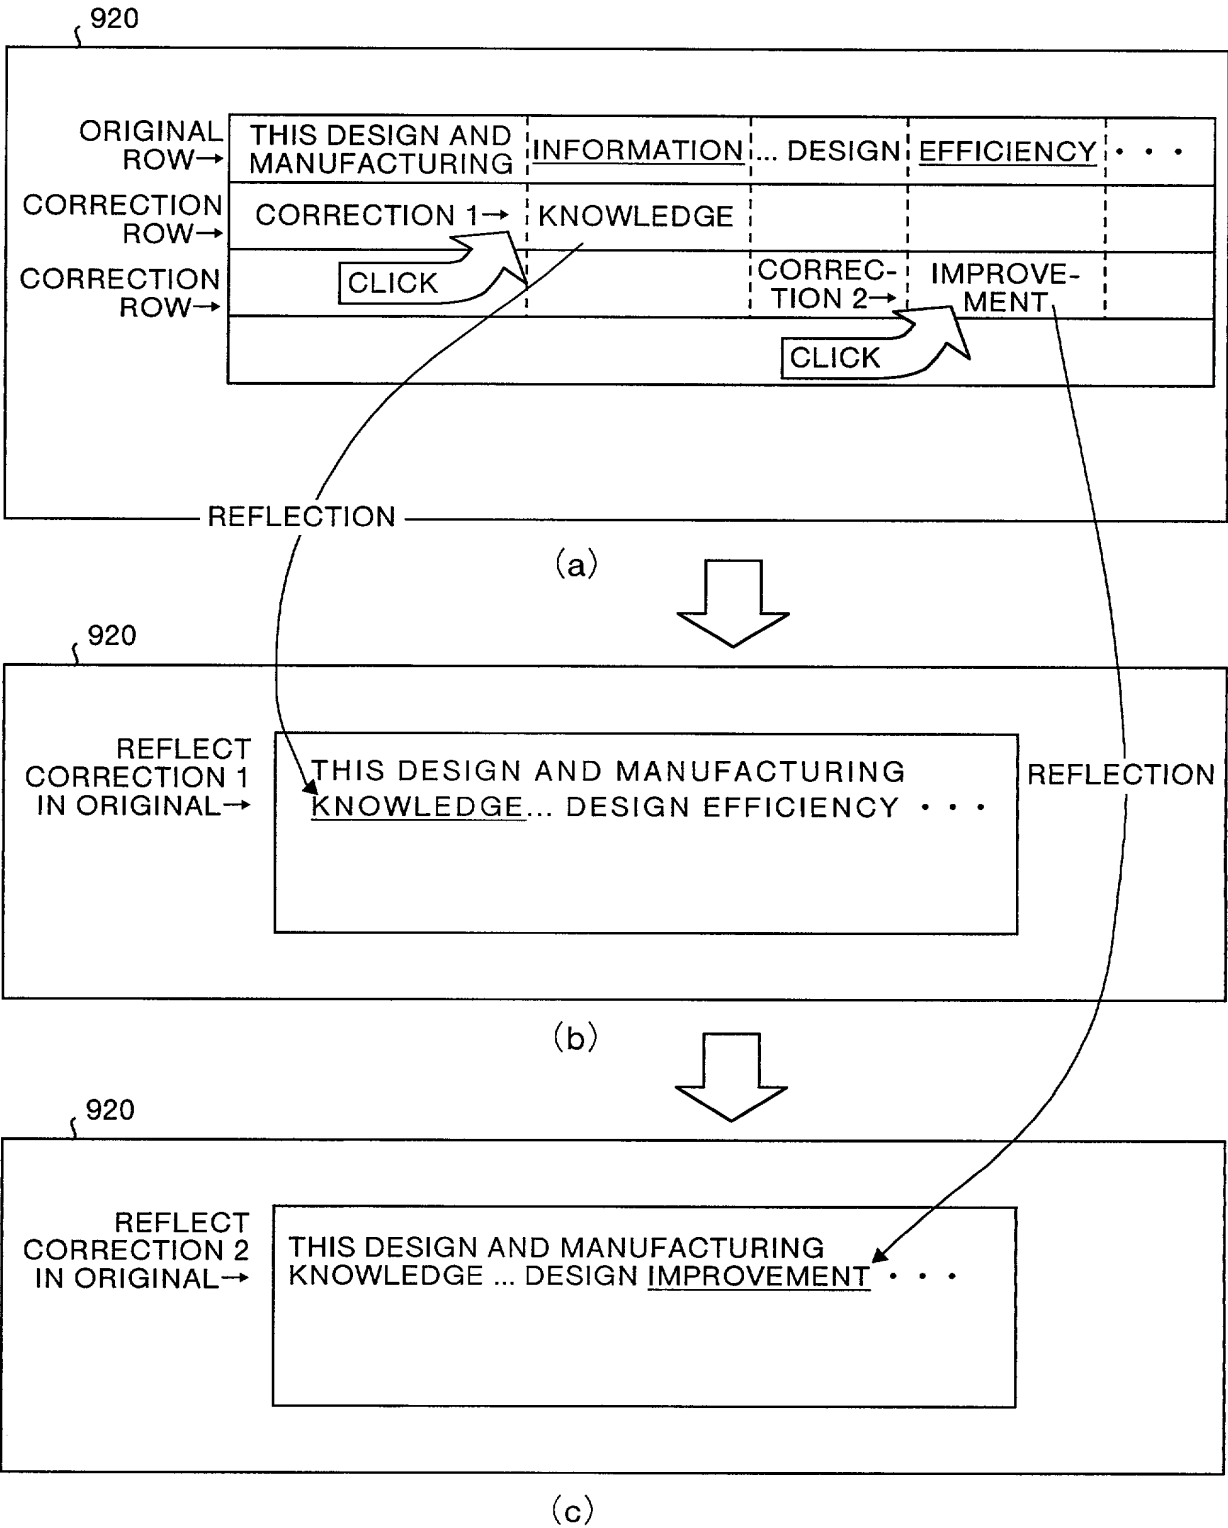 920
ORIGINAL
ROW→
THIS DESIGN AND
MANUFACTURING
INFORMATION
... DESIGN
EFFICIENCY
• • •
CORRECTION
ROW→
CORRECTION 1→
KNOWLEDGE
CORRECTION
ROW→
CLICK
CORREC-
TION 2→
IMPROVE-
MENT
CLICK
REFLECTION
(a)
920
REFLECT
CORRECTION 1
IN ORIGINAL→
THIS DESIGN AND MANUFACTURING
KNOWLEDGE... DESIGN EFFICIENCY • • •
REFLECTION
(b)
920
REFLECT
CORRECTION 2
IN ORIGINAL→
THIS DESIGN AND MANUFACTURING
KNOWLEDGE ... DESIGN IMPROVEMENT • • •
(c)